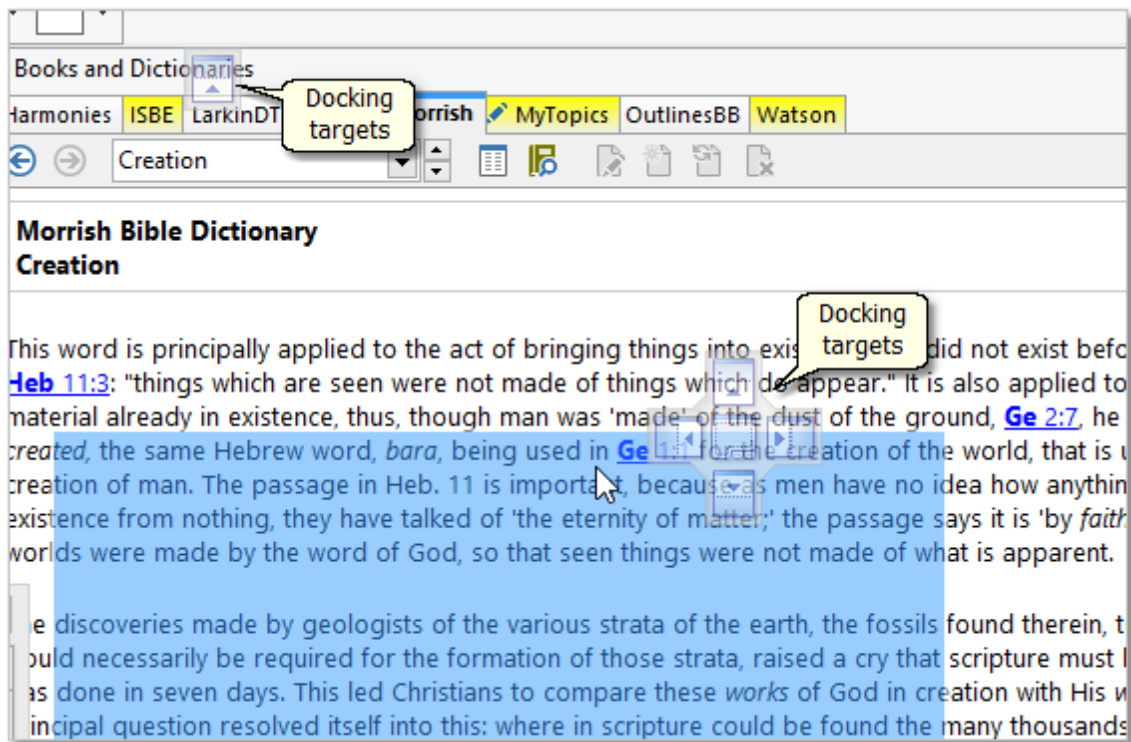 Books and Dictionaries
Docking
targets
Harmonies ISBE LarkinDT orrish MyTopics OutlinesBB Watson
Creation
Morrish Bible Dictionary
Creation
Docking
targets
This word is principally applied to the act of bringing things into exis did not exist befo
Heb 11:3: "things which are seen were not made of things which do appear." It is also applied to
material already in existence, thus, though man was 'made' of the dust of the ground, Ge 2:7, he
created, the same Hebrew word, bara, being used in Ge 1:1 for the creation of the world, that is u
creation of man. The passage in Heb. 11 is important, because as men have no idea how anythin
existence from nothing, they have talked of 'the eternity of matter;' the passage says it is 'by faith
worlds were made by the word of God, so that seen things were not made of what is apparent.
e discoveries made by geologists of the various strata of the earth, the fossils found therein, t
ould necessarily be required for the formation of those strata, raised a cry that scripture must
as done in seven days. This led Christians to compare these works of God in creation with His w
incipal question resolved itself into this: where in scripture could be found the many thousands